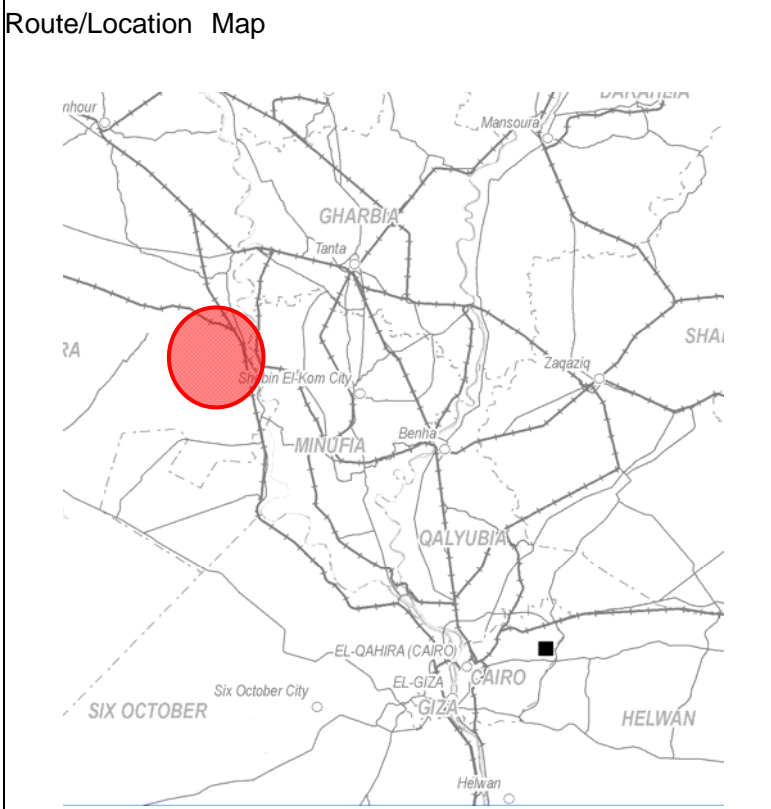 Route/Location Map
DAKAHLIA
nhour
Mansoura
GHARBIA
Tanta
SHA
RA
Zaqaziq
Shebin El-Kom City
Benha
MINUFIA
QALYUBIA
EL-QAHIRA (CAIRO)
CAIRO
EL-GIZA
Six October City
GIZA
SIX OCTOBER
HELWAN
Helwan